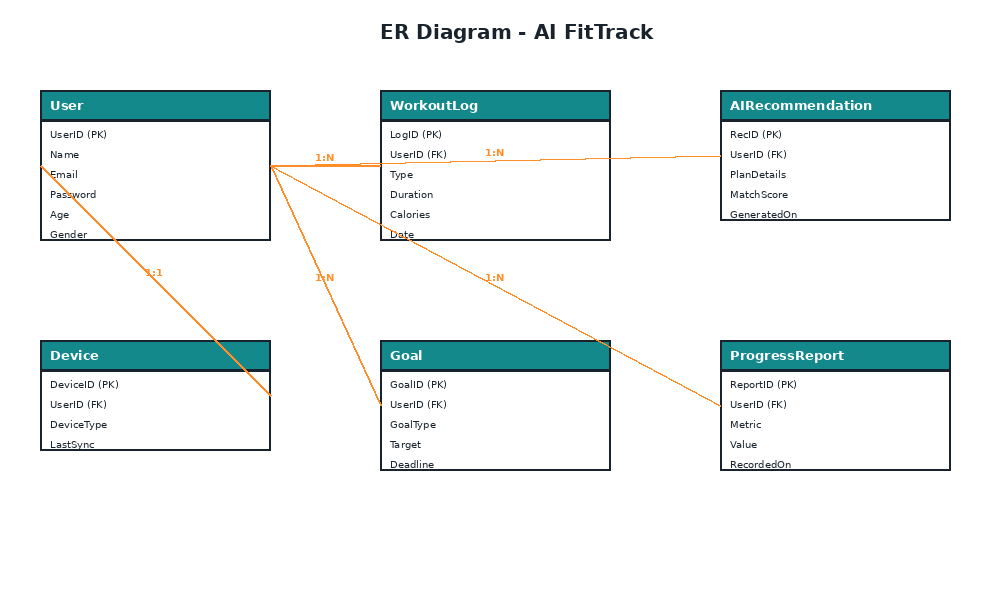 ER Diagram - AI FitTrack
User
UserID (PK)
Name
Email
Password
Age
Gender
WorkoutLog
LogID (PK)
UserID (FK)
Type
Duration
Calories
Date
AIRecommendation
RecID (PK)
UserID (FK)
PlanDetails
MatchScore
GeneratedOn
1:N
1:N
1:1
1:N
1:N
Device
DeviceID (PK)
UserID (FK)
DeviceType
LastSync
Goal
GoalID (PK)
UserID (FK)
GoalType
Target
Deadline
ProgressReport
ReportID (PK)
UserID (FK)
Metric
Value
RecordedOn